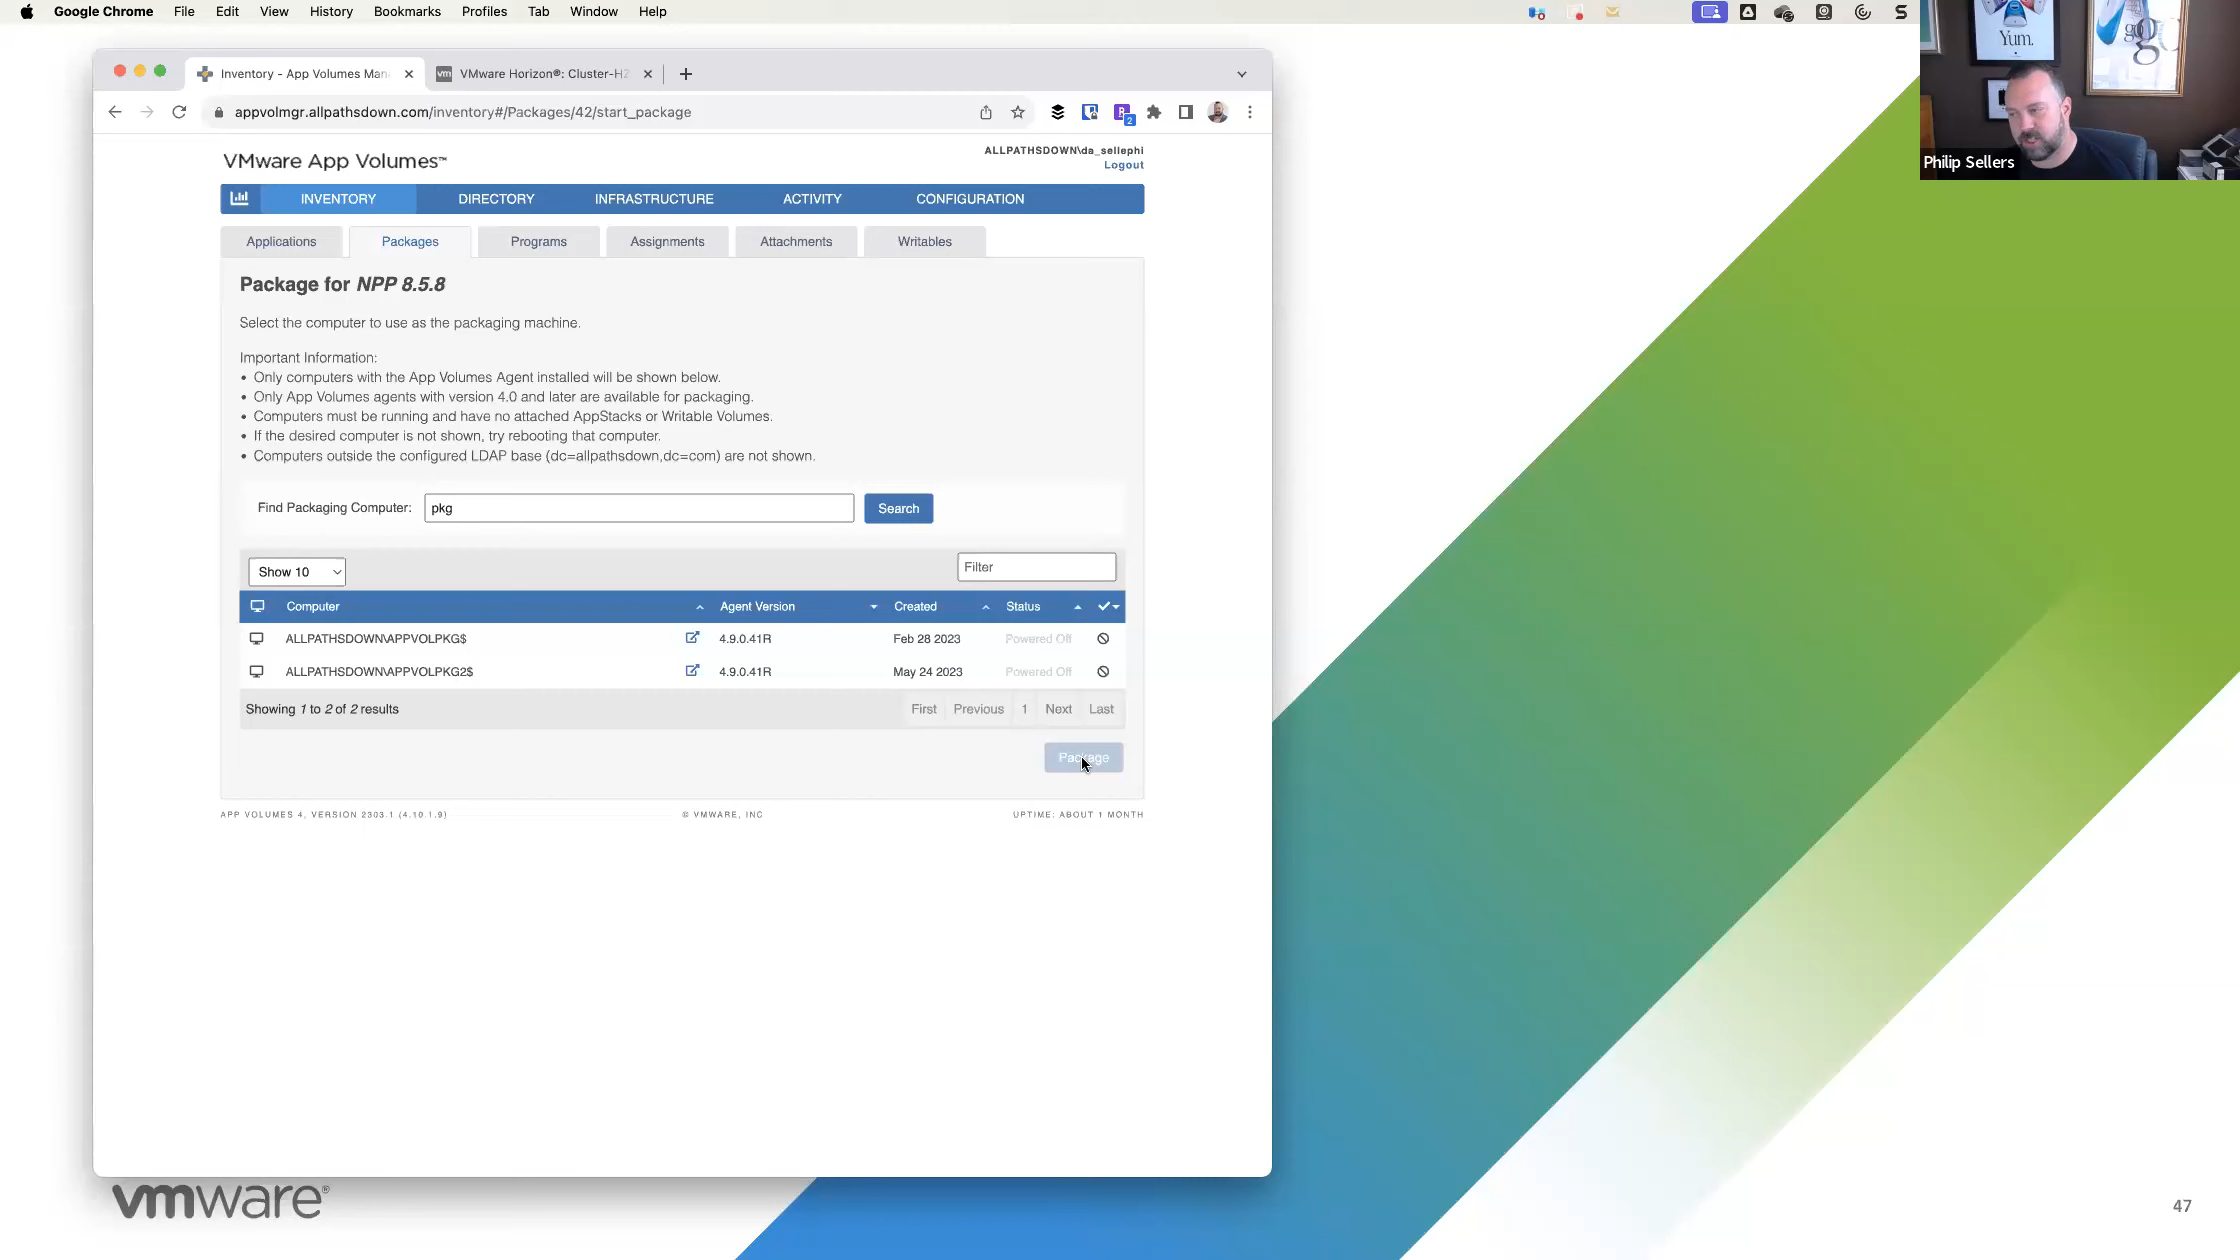 Google Chrome File Edit View History Bookmarks Profiles Tab Window Help
Yum.
goo
Philip Sellers
Inventory - App Volumes Man
VMware Horizon®: Cluster-H2
appvolmgr.allpathsdown.com/inventory#/Packages/42/start_package
2
VMware App Volumes™
ALLPATHSDOWN\da_sellephi
Logout
INVENTORY DIRECTORY INFRASTRUCTURE ACTIVITY CONFIGURATION
Applications Packages Programs Assignments Attachments Writables
Package for NPP 8.5.8
Select the computer to use as the packaging machine.
Important Information:
• Only computers with the App Volumes Agent installed will be shown below.
• Only App Volumes agents with version 4.0 and later are available for packaging.
• Computers must be running and have no attached AppStacks or Writable Volumes.
• If the desired computer is not shown, try rebooting that computer.
• Computers outside the configured LDAP base (dc=allpathsdown,dc=com) are not shown.
Find Packaging Computer: pkg Search
Show 10 Filter
Computer Agent Version Created Status
ALLPATHSDOWN\APPVOLPKG$ 4.9.0.41R Feb 28 2023 Powered Off
ALLPATHSDOWN\APPVOLPKG2$ 4.9.0.41R May 24 2023 Powered Off
Showing 1 to 2 of 2 results First Previous 1 Next Last
Package
APP VOLUMES 4, VERSION 2303.1 (4.10.1.9) © VMWARE, INC UPTIME: ABOUT 1 MONTH
vmware®
47